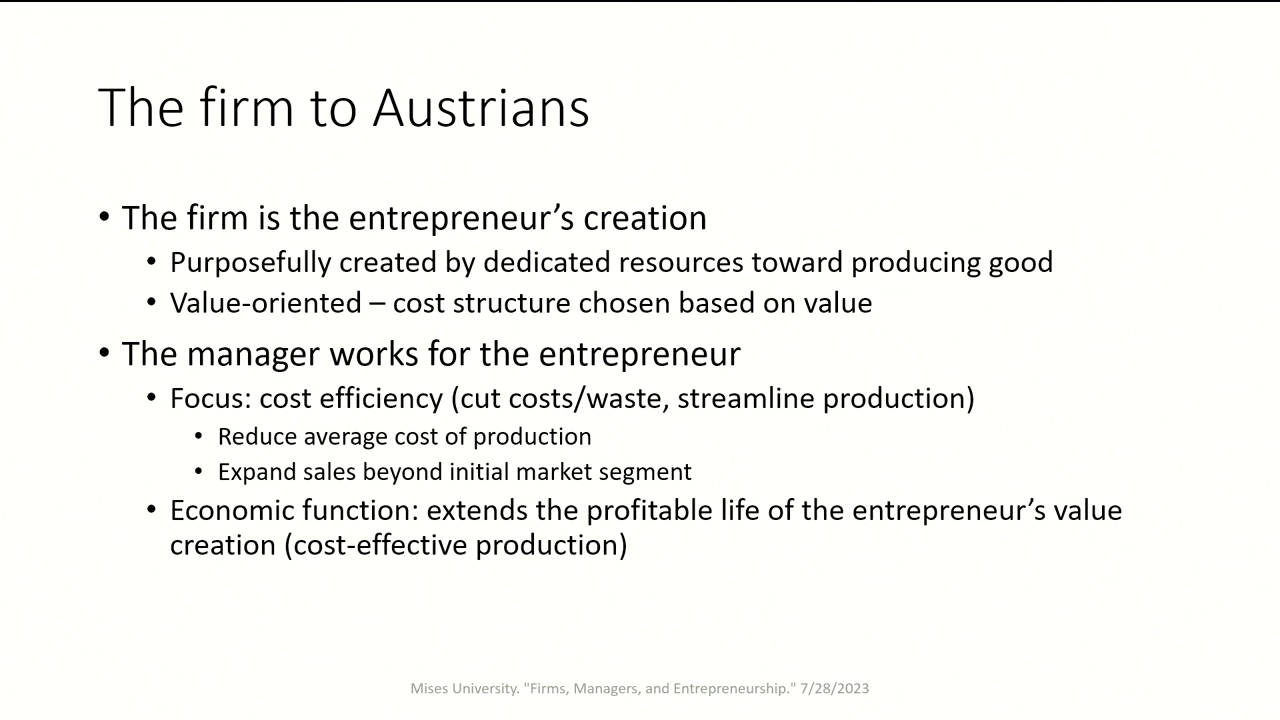 The firm to Austrians
• The firm is the entrepreneur’s creation
• Purposefully created by dedicated resources toward producing good
• Value-oriented – cost structure chosen based on value
• The manager works for the entrepreneur
• Focus: cost efficiency (cut costs/waste, streamline production)
• Reduce average cost of production
• Expand sales beyond initial market segment
• Economic function: extends the profitable life of the entrepreneur’s value
creation (cost-effective production)
Mises University. "Firms, Managers, and Entrepreneurship." 7/28/2023